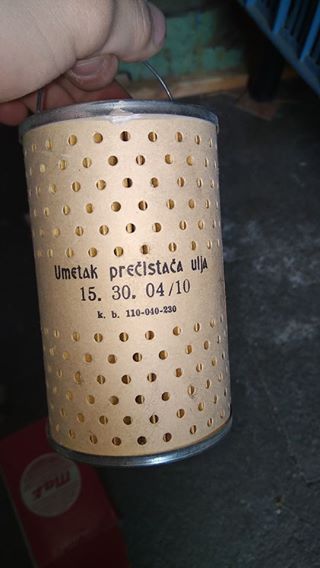 Umetak prečistača ulja
15. 30. 04/10
k. b. 110-040-230